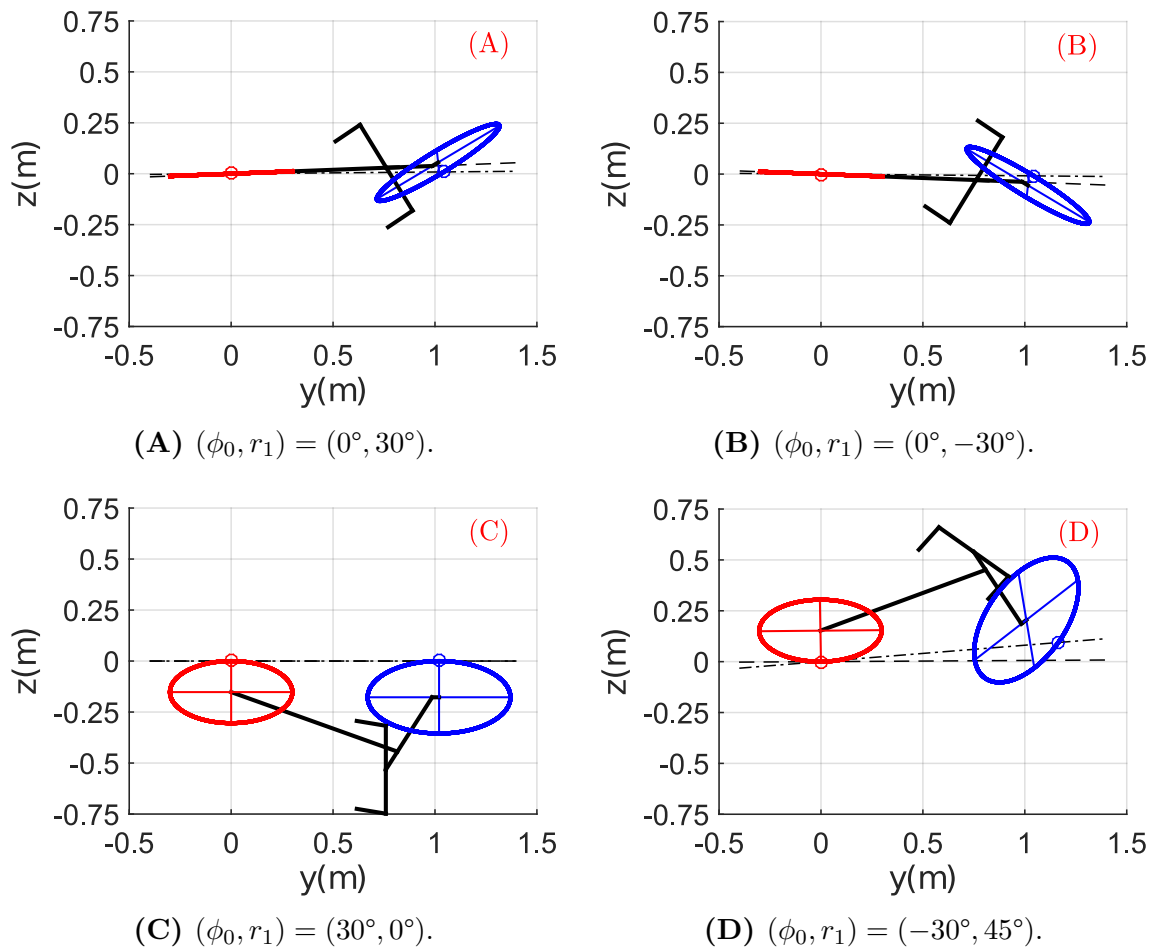 0.75
0.5
0.25
0
-0.25
-0.5
-0.75
z(m)
(A)
-0.5 0 0.5 1 1.5
y(m)
(A) (ϕ₀, r₁) = (0°, 30°).
0.75
0.5
0.25
0
-0.25
-0.5
-0.75
z(m)
(B)
-0.5 0 0.5 1 1.5
y(m)
(B) (ϕ₀, r₁) = (0°, −30°).
0.75
0.5
0.25
0
-0.25
-0.5
-0.75
z(m)
(C)
-0.5 0 0.5 1 1.5
y(m)
(C) (ϕ₀, r₁) = (30°, 0°).
0.75
0.5
0.25
0
-0.25
-0.5
-0.75
z(m)
(D)
-0.5 0 0.5 1 1.5
y(m)
(D) (ϕ₀, r₁) = (−30°, 45°).